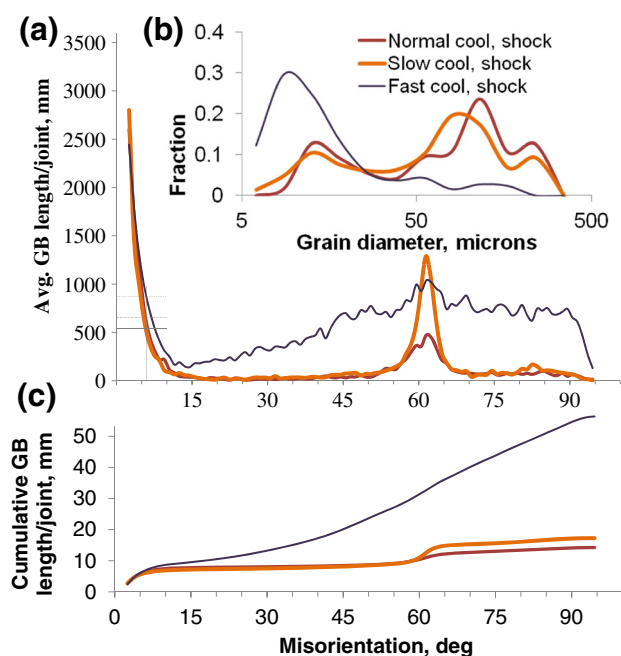 (a)
Avg. GB length/joint, mm
3500
3000
2500
2000
1500
1000
500
0
15
30
45
60
75
90
(b)
Fraction
0.4
0.3
0.2
0.1
0
5
50
500
Grain diameter, microns
Normal cool, shock
Slow cool, shock
Fast cool, shock
(c)
Cumulative GB
length/joint, mm
50
40
30
20
10
0
0
15
30
45
60
75
90
Misorientation, deg